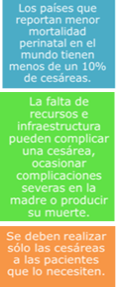 Los países que
reportan menor
mortalidad
perinatal en el
mundo tienen
menos de un 10%
de cesáreas.
La falta de
recursos e
infraestructura
pueden complicar
una cesárea,
ocasionar
complicaciones
severas en la
madre o producir
su muerte.
Se deben realizar
sólo las cesáreas
a las pacientes
que lo necesiten.